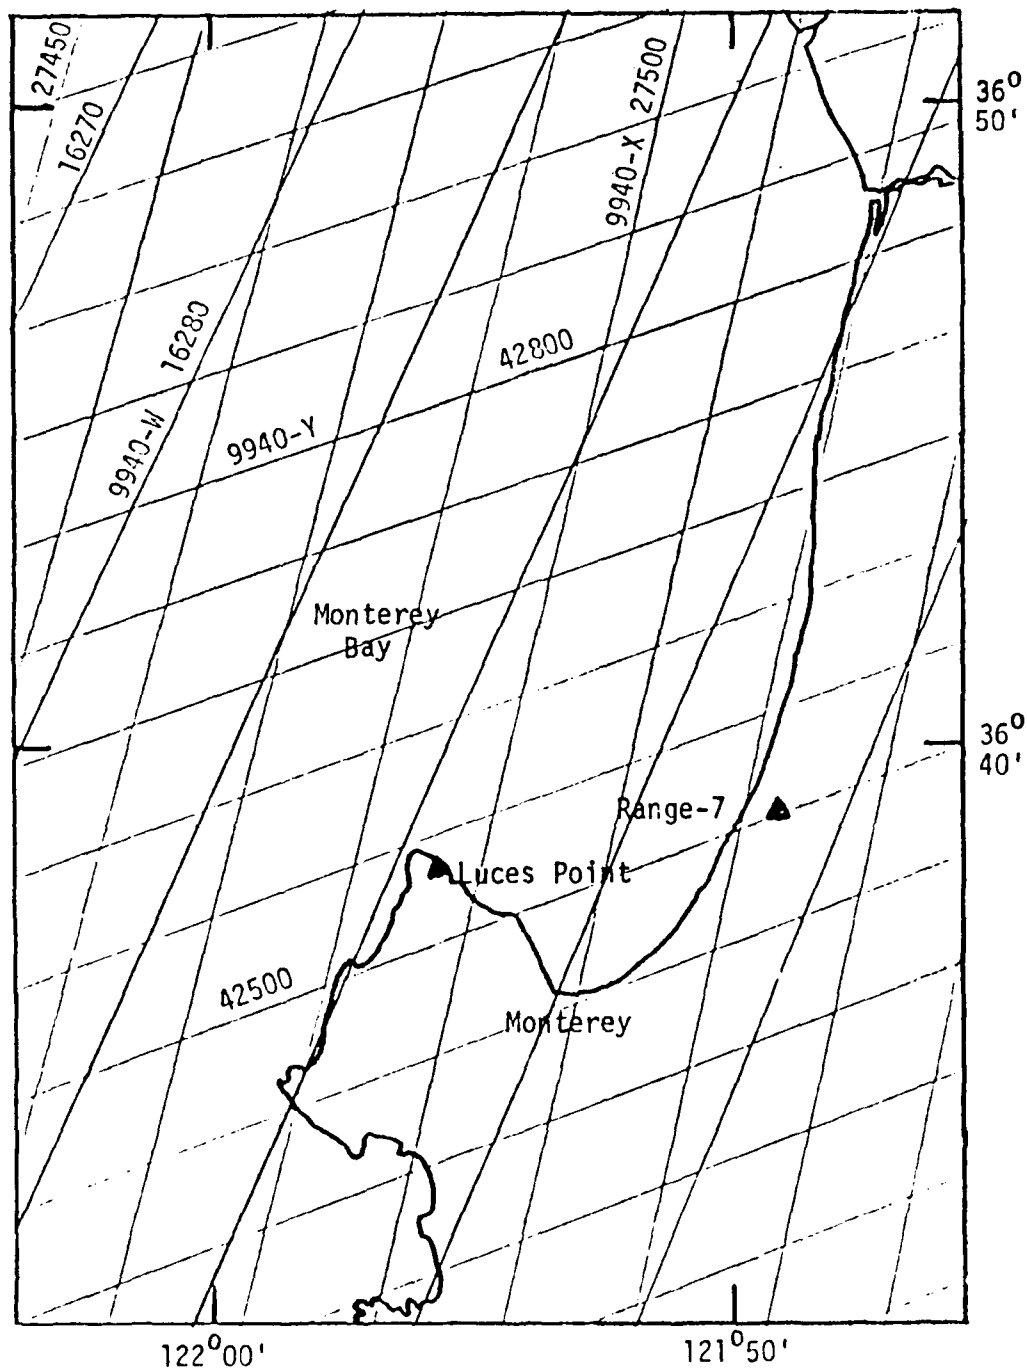 27450
16270
9940-X 27500
36°
50'
16280
42800
9940-Y
9940-W
Monterey
Bay
36°
40'
Range-7
Luces Point
42500
Monterey
122°00'
121°50'